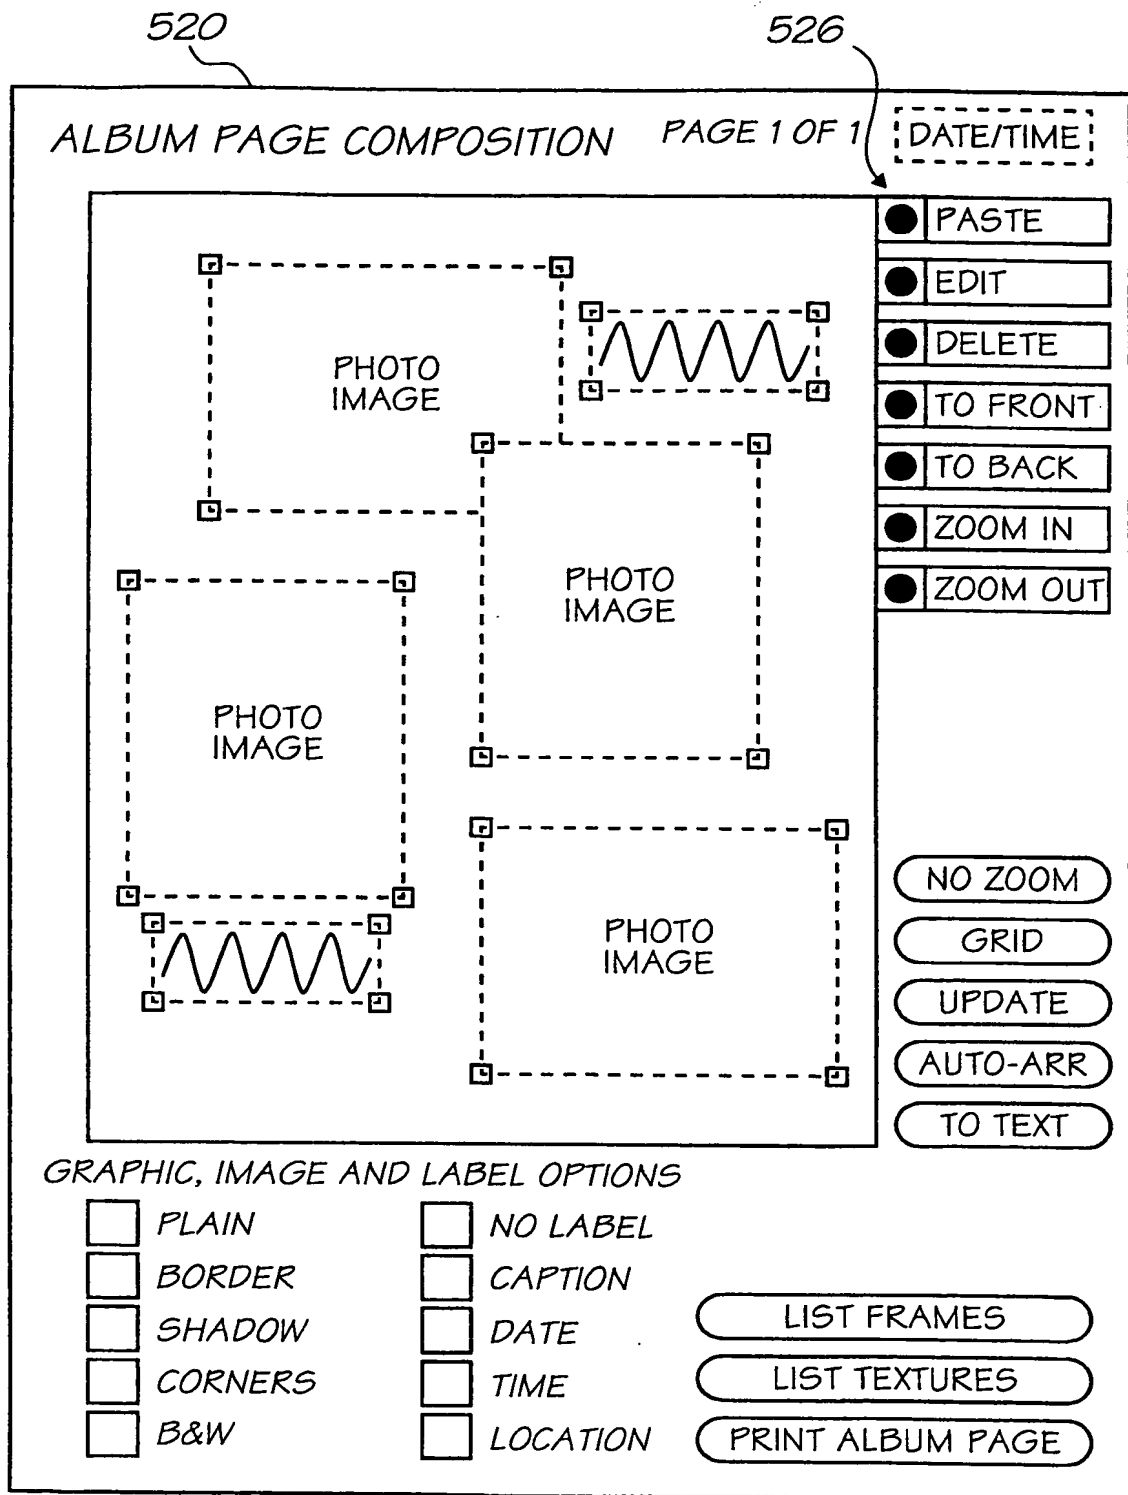 520
526
ALBUM PAGE COMPOSITION
PAGE 1 OF 1
DATE/TIME
PASTE
EDIT
DELETE
TO FRONT
TO BACK
ZOOM IN
ZOOM OUT
PHOTO
IMAGE
PHOTO
IMAGE
PHOTO
IMAGE
PHOTO
IMAGE
NO ZOOM
GRID
UPDATE
AUTO-ARR
TO TEXT
GRAPHIC, IMAGE AND LABEL OPTIONS
PLAIN
BORDER
SHADOW
CORNERS
B&W
NO LABEL
CAPTION
DATE
TIME
LOCATION
LIST FRAMES
LIST TEXTURES
PRINT ALBUM PAGE